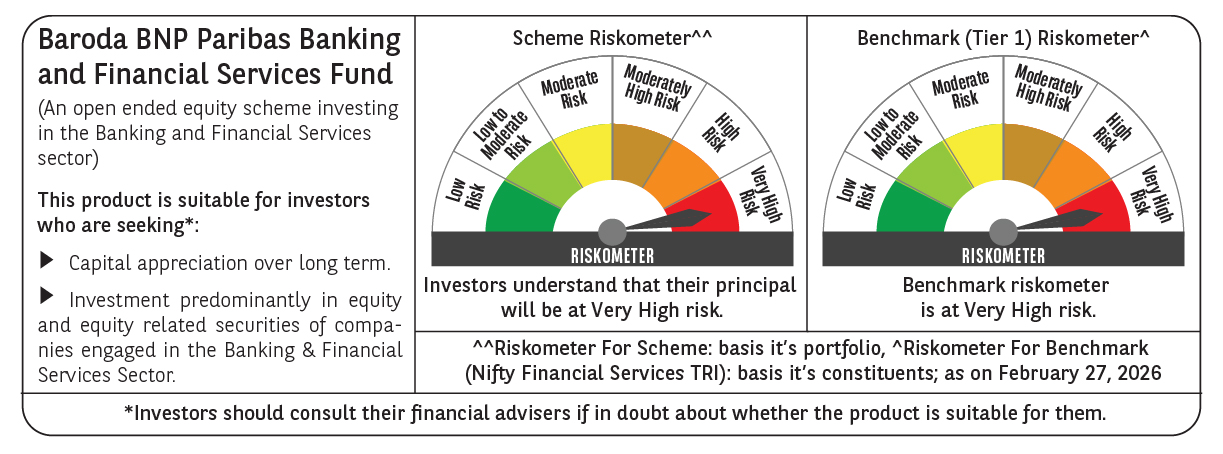 Baroda BNP Paribas Banking
and Financial Services Fund
(An open ended equity scheme investing
in the Banking and Financial Services
sector)
This product is suitable for investors
who are seeking*:
▶ Capital appreciation over long term.
▶ Investment predominantly in equity
and equity related securities of compa-
nies engaged in the Banking & Financial
Services Sector.
Scheme Riskometer^^
Low
Risk
Low to
Moderate
Risk
Moderate
Risk
Moderately
High Risk
High
Risk
Very High
Risk
RISKOMETER
Investors understand that their principal
will be at Very High risk.
Benchmark (Tier 1) Riskometer^
Low
Risk
Low to
Moderate
Risk
Moderate
Risk
Moderately
High Risk
High
Risk
Very High
Risk
RISKOMETER
Benchmark riskometer
is at Very High risk.
^^Riskometer For Scheme: basis it's portfolio, ^Riskometer For Benchmark
(Nifty Financial Services TRI): basis it's constituents; as on February 27, 2026
*Investors should consult their financial advisers if in doubt about whether the product is suitable for them.